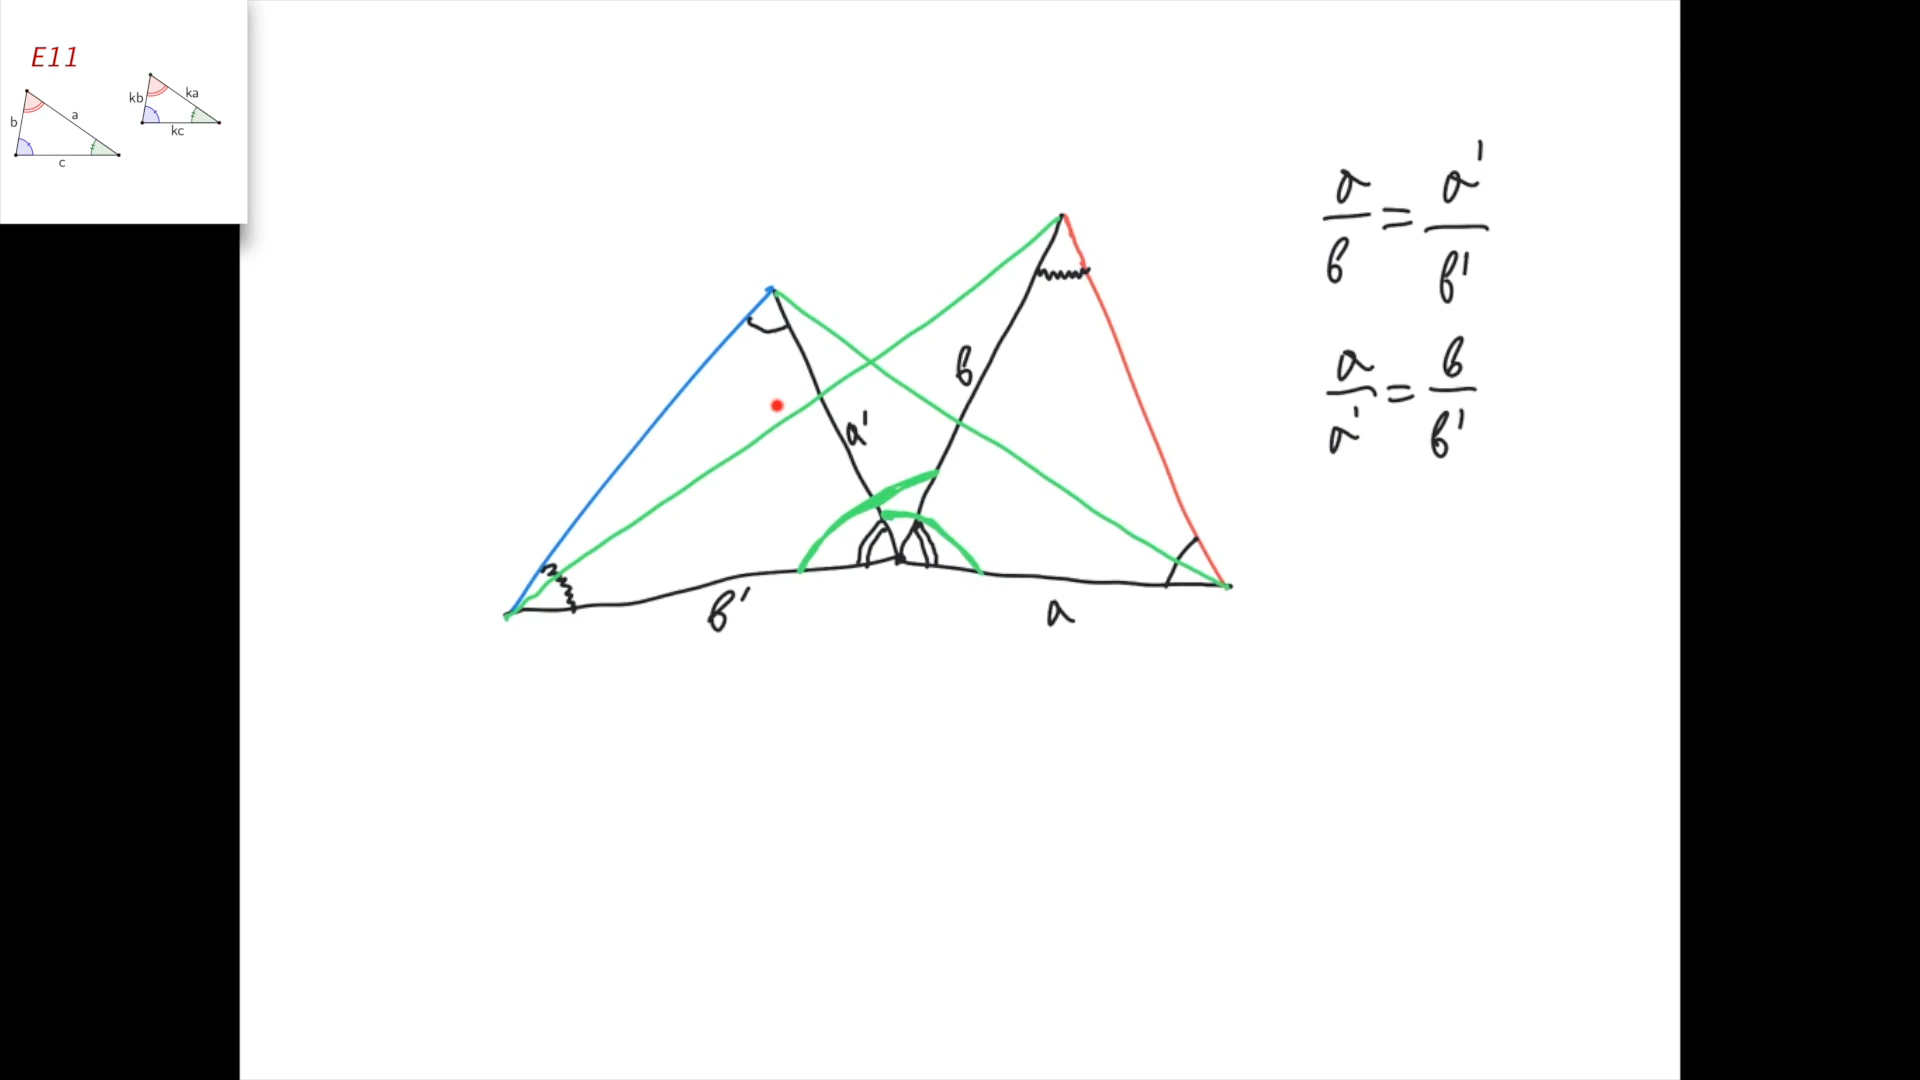 E11
b
a
c
kb
ka
kc
a/b = a'/b'
a/a' = b/b'
b
a'
b'
a